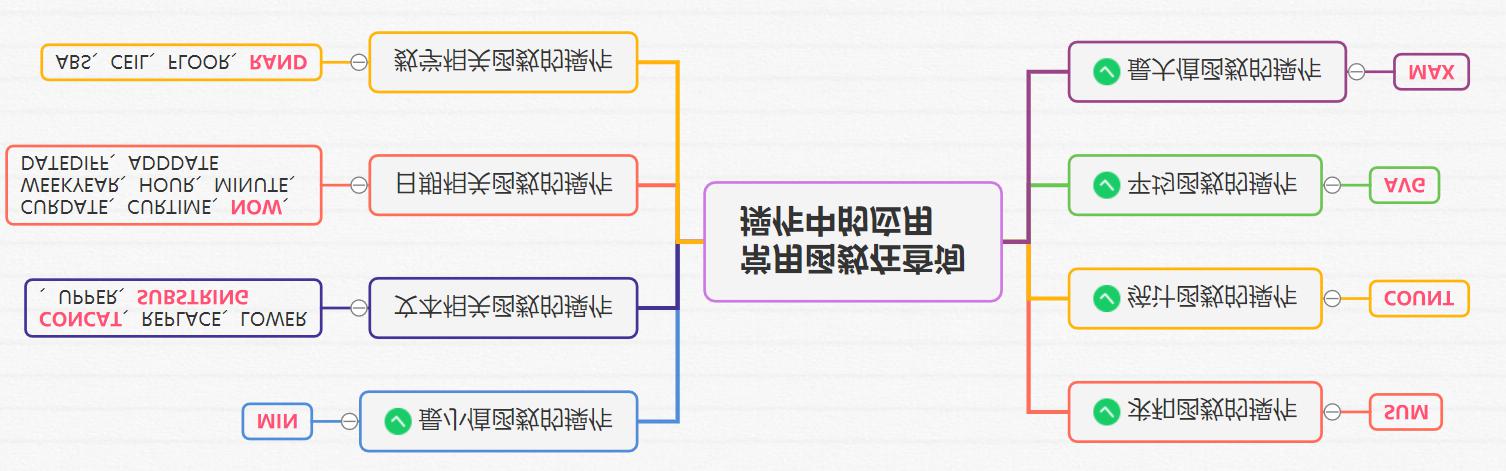 常用函数在查询
操作中的应用
求和函数的操作
SUM
统计函数的操作
COUNT
平均函数的操作
AVG
最大值函数的操作
MAX
最小值函数的操作
MIN
文本相关函数的操作
CONCAT、REPLACE、LOWER
、UPPER、SUBSTRING
日期相关函数的操作
CURDATE、CURTIME、NOW、
WEEKYEAR、HOUR、MINUTE、
DATEDIFF、ADDDATE
数学相关函数的操作
ABS、CEIL、FLOOR、RAND